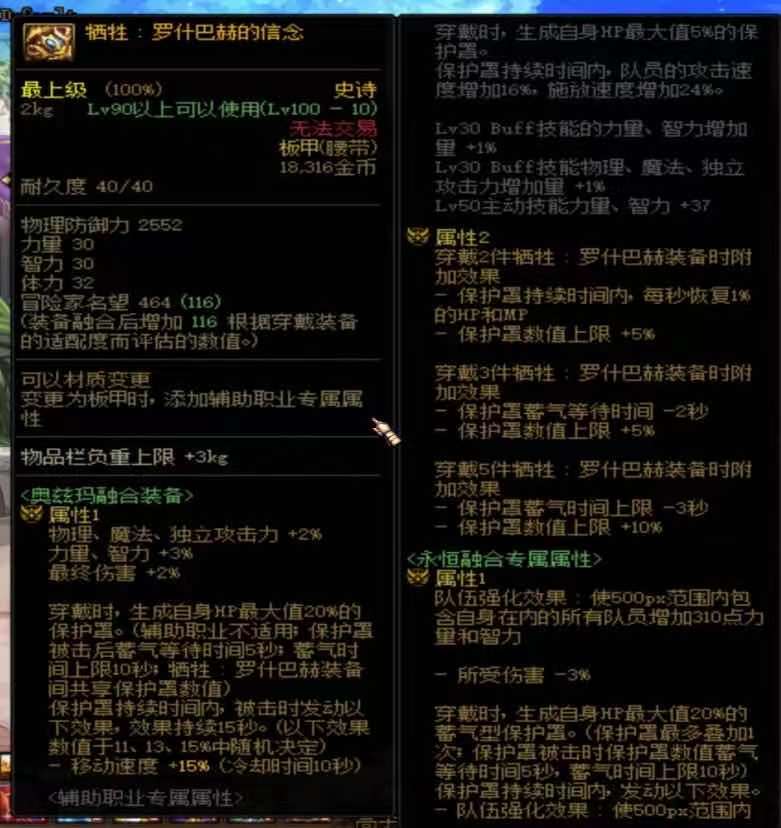 牺牲：罗什巴赫的信念
最上级 (100%) 史诗
2kg Lv90以上可以使用(Lv100 - 10)
无法交易
板甲(腰带)
18,316金币
耐久度 40/40
物理防御力 2552
力量 30
智力 30
体力 32
冒险家名望 464 (116)
(装备融合后增加 116 根据穿戴装备
的适配度而评估的数值。)
可以材质变更
变更为板甲时，添加辅助职业专属属
性
物品栏负重上限 +3kg
<奥兹玛融合装备>
属性1
物理、魔法、独立攻击力 +2%
力量、智力 +3%
最终伤害 +2%
穿戴时，生成自身HP最大值20%的
保护罩。(辅助职业不适用；保护罩
被击后蓄气等待时间5秒；蓄气时
间上限10秒；牺牲：罗什巴赫装备
间共享保护罩数值)
保护罩持续时间内，被击时发动以
下效果，效果持续15秒。(以下效果
数值于11、13、15%中随机决定)
- 移动速度 +15% (冷却时间10秒)
<辅助职业专属属性>
穿戴时，生成自身HP最大值5%的保
护罩。
保护罩持续时间内，队员的攻击速
度增加16%，施放速度增加24%。
Lv30 Buff技能的力量、智力增加
量 +1%
Lv30 Buff技能物理、魔法、独立
攻击力增加量 +1%
Lv50主动技能力量、智力 +37
属性2
穿戴2件牺牲：罗什巴赫装备时附
加效果
- 保护罩持续时间内，每秒恢复1%
的HP和MP
- 保护罩数值上限 +5%
穿戴3件牺牲：罗什巴赫装备时附
加效果
- 保护罩蓄气等待时间 -2秒
- 保护罩数值上限 +5%
穿戴5件牺牲：罗什巴赫装备时附
加效果
- 保护罩蓄气时间上限 -3秒
- 保护罩数值上限 +10%
<永恒融合专属属性>
属性1
队伍强化效果：使500px范围内包
含自身在内的所有队员增加310点力
量和智力
- 所受伤害 -3%
穿戴时，生成自身HP最大值20%的
蓄气型保护罩。(保护罩最多叠加1
次；保护罩被击时保护罩数值蓄气
等待时间5秒，蓄气时间上限10秒)
保护罩持续时间内，发动以下效果。
- 队伍强化效果：使500px范围内